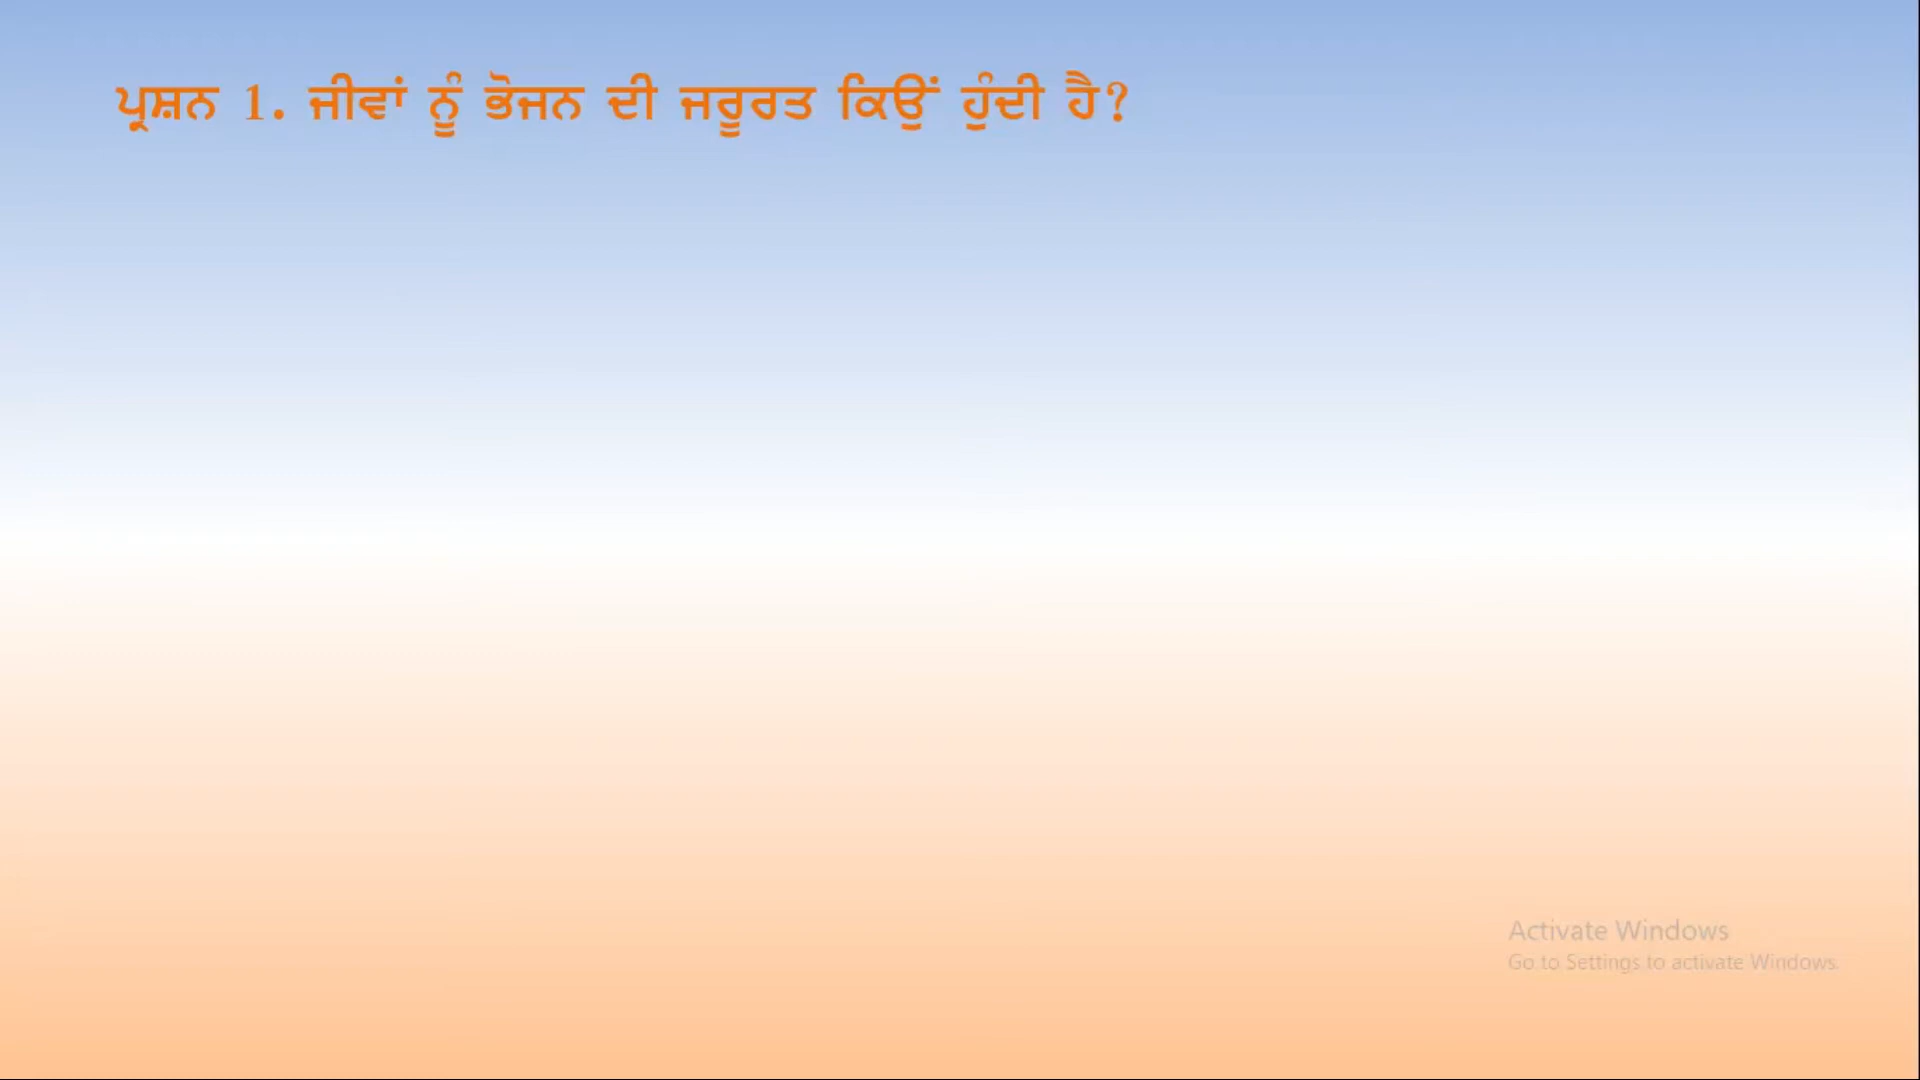 ਪ੍ਰਸ਼ਨ 1. ਜੀਵਾਂ ਨੂੰ ਭੋਜਨ ਦੀ ਜਰੂਰਤ ਕਿਉਂ ਹੁੰਦੀ ਹੈ?
Activate Windows
Go to Settings to activate Windows.